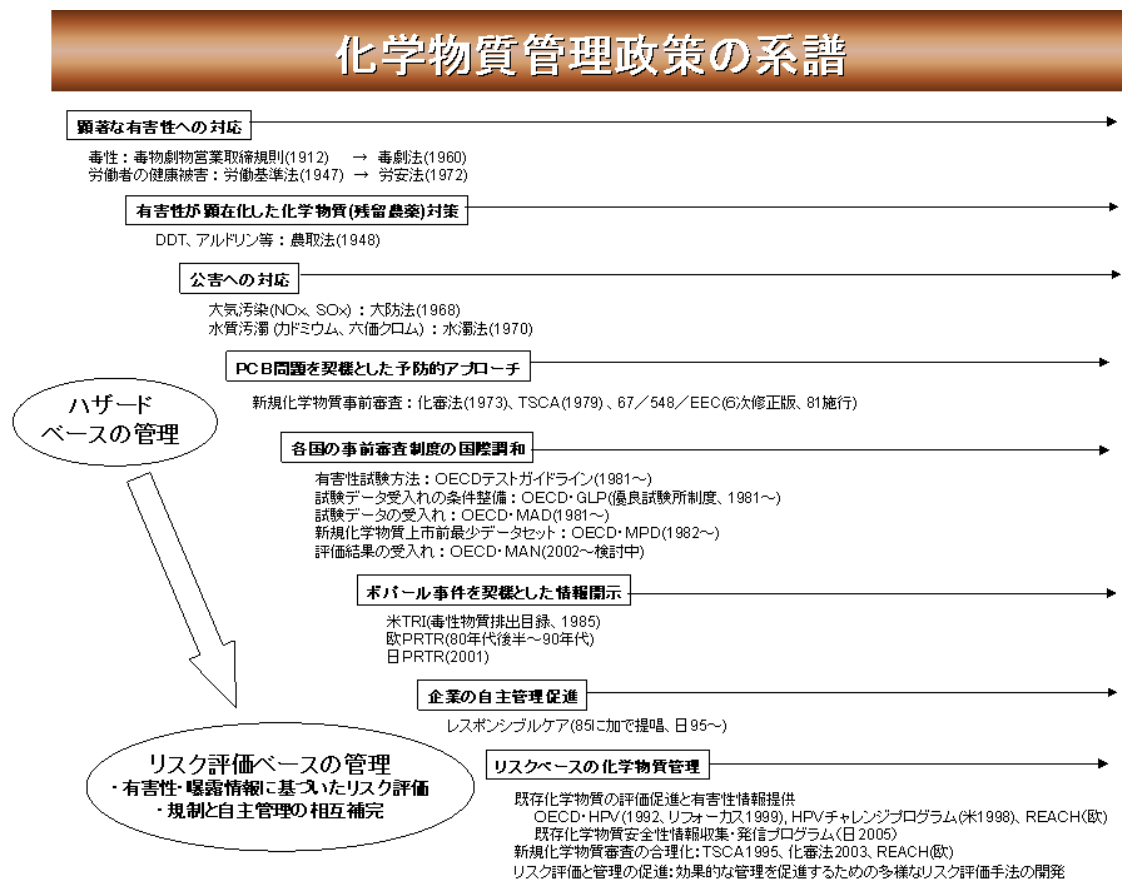 化学物質管理政策の系譜
顕著な有害性への対応
毒性：毒物劇物営業取締規則(1912) → 毒劇法(1960)
労働者の健康被害：労働基準法(1947) → 労安法(1972)
有害性が顕在化した化学物質(残留農薬)対策
DDT、アルドリン等：農取法(1948)
公害への対応
大気汚染(NOx、SOx)：大防法(1968)
水質汚濁(カドミウム、六価クロム)：水濁法(1970)
PCB問題を契機とした予防的アプローチ
新規化学物質事前審査：化審法(1973)、TSCA(1979)、67／548／EEC(6次修正版、81施行)
ハザード
ベースの管理
各国の事前審査制度の国際調和
有害性試験方法：OECDテストガイドライン(1981～)
試験データ受入れの条件整備：OECD・GLP(優良試験所制度、1981～)
試験データの受入れ：OECD・MAD(1981～)
新規化学物質上市前最少データセット：OECD・MPD(1982～)
評価結果の受入れ：OECD・MAN(2002～検討中)
ボパール事件を契機とした情報開示
米TRI(毒性物質排出目録、1985)
欧PRTR(80年代後半～90年代)
日PRTR(2001)
企業の自主管理促進
レスポンシブルケア(85に加で提唱、日95～)
リスク評価ベースの管理
・有害性・曝露情報に基づいたリスク評価
・規制と自主管理の相互補完
リスクベースの化学物質管理
既存化学物質の評価促進と有害性情報提供
OECD・HPV(1992、リフォーカス1999), HPVチャレンジプログラム(米1998)、REACH(欧)
既存化学物質安全性情報収集・発信プログラム(日2005)
新規化学物質審査の合理化：TSCA1995、化審法2003、REACH(欧)
リスク評価と管理の促進：効果的な管理を促進するための多様なリスク評価手法の開発